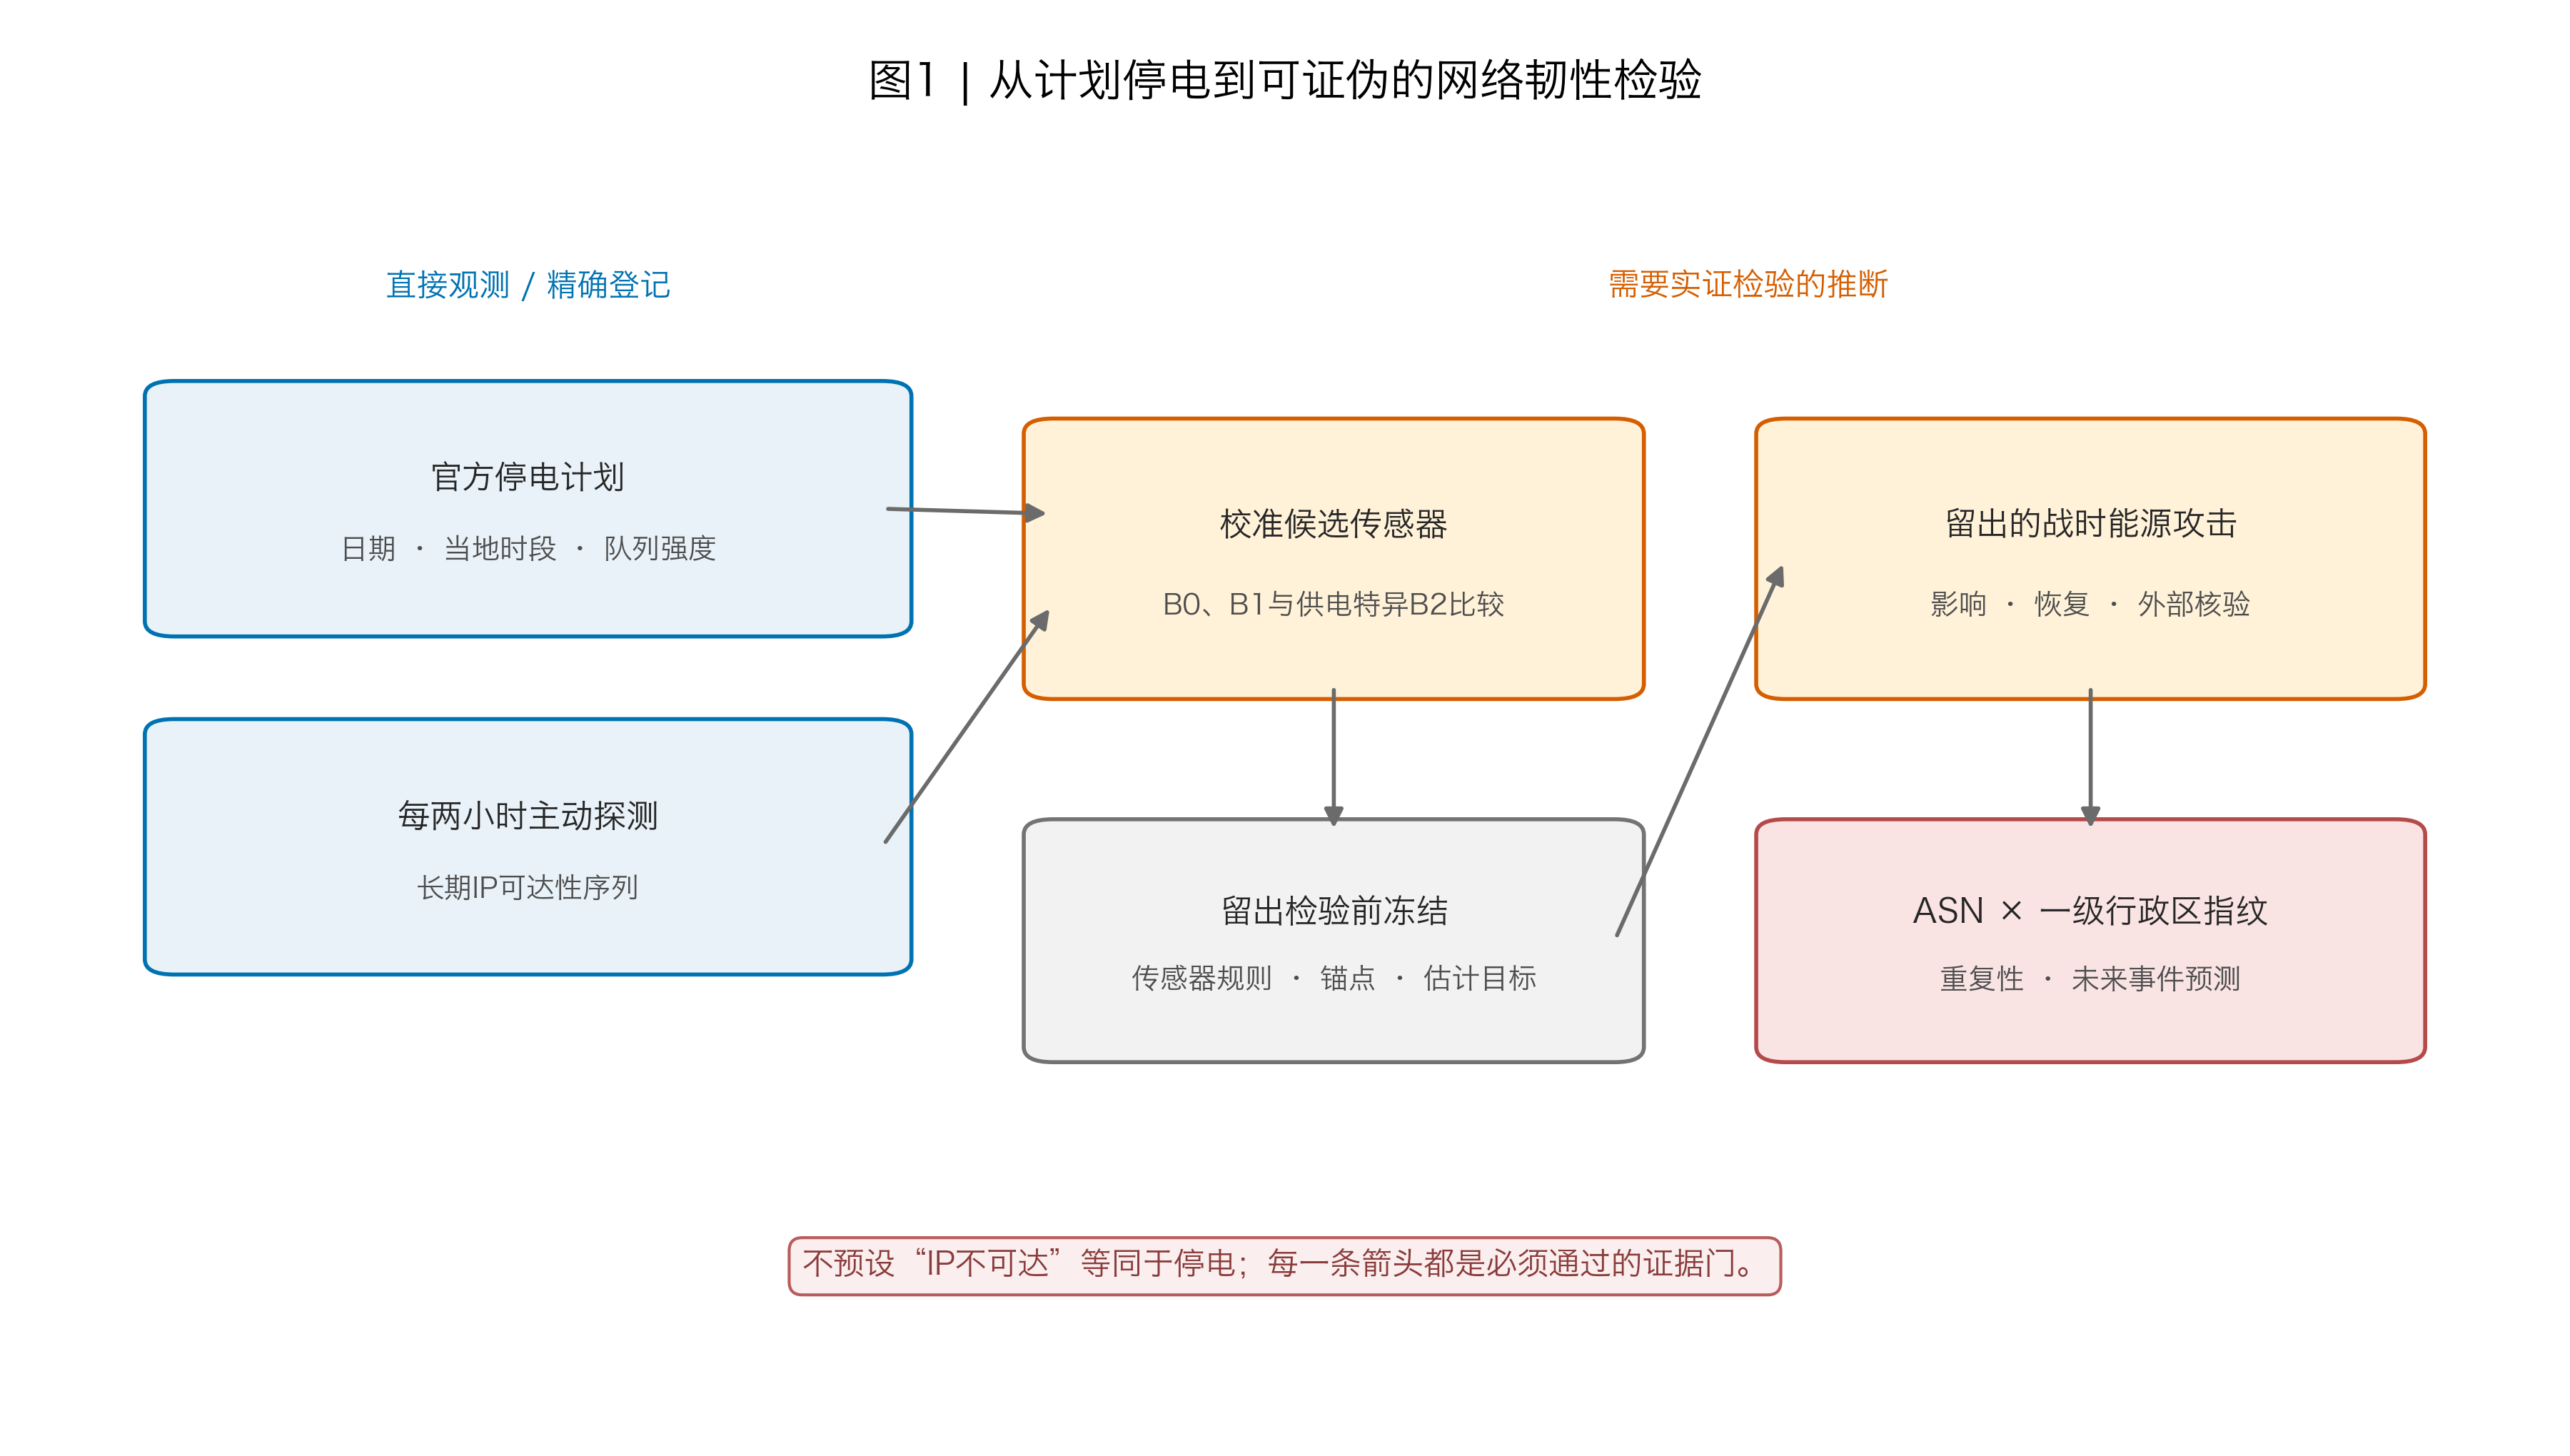 图1 | 从计划停电到可证伪的网络韧性检验
直接观测 / 精确登记
需要实证检验的推断
官方停电计划
日期 · 当地时段 · 队列强度
每两小时主动探测
长期IP可达性序列
校准候选传感器
B0、B1与供电特异B2比较
留出检验前冻结
传感器规则 · 锚点 · 估计目标
留出的战时能源攻击
影响 · 恢复 · 外部核验
ASN × 一级行政区指纹
重复性 · 未来事件预测
不预设“IP不可达”等同于停电；每一条箭头都是必须通过的证据门。